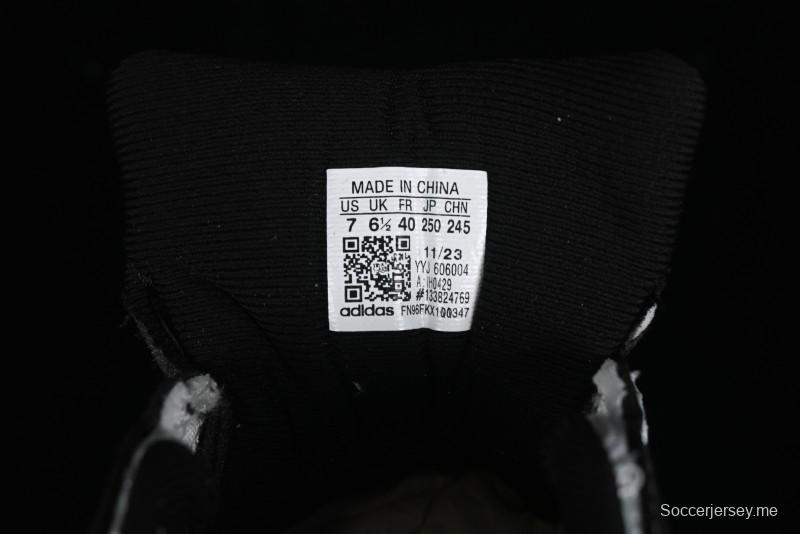 MADE IN CHINA
US UK FR JP CHN
7 6½ 40 250 245
11/23
YYJ 606004
A: IH0429
#133824769
adidas FN96FKX100347
Soccerjersey.me